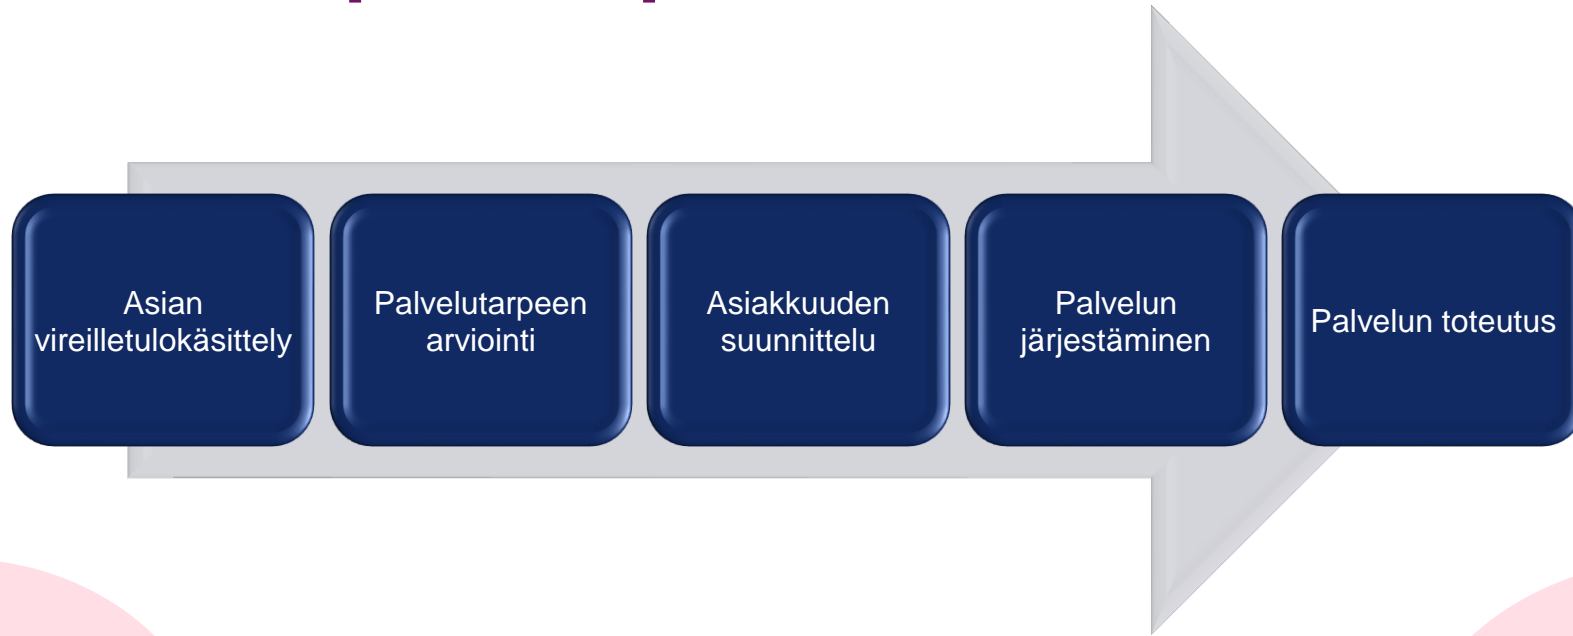 Asian
vireilletulokäsittely
Palvelutarpeen
arviointi
Asiakkuuden
suunnittelu
Palvelun
järjestäminen
Palvelun toteutus